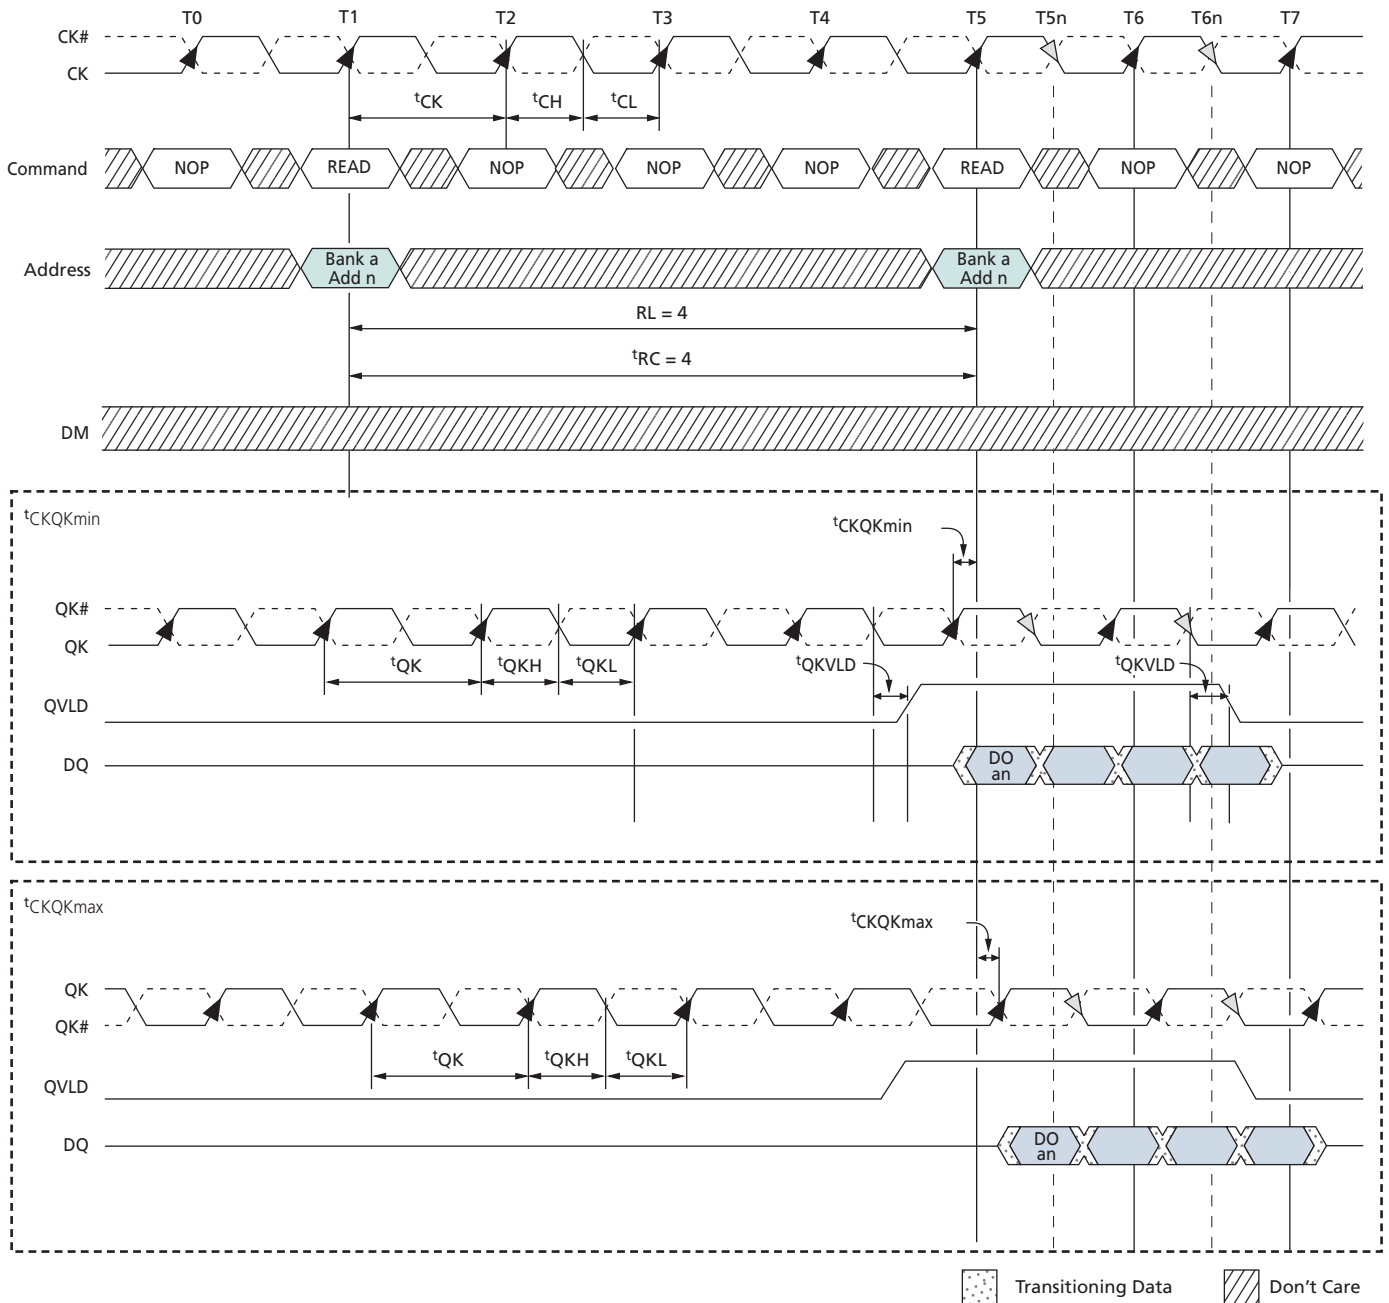 T0 T1 T2 T3 T4 T5 T5n T6 T6n T7
CK#
CK
tCK tCH tCL
Command NOP READ NOP NOP NOP READ NOP NOP
Address Bank a Add n Bank a Add n
RL = 4
tRC = 4
DM
tCKQKmin
tCKQKmin
QK#
QK
tQK tQKH tQKL tQKVLD tQKVLD
QVLD
DQ DO an
tCKQKmax
tCKQKmax
QK
QK#
tQK tQKH tQKL
QVLD
DQ DO an
Transitioning Data Don't Care